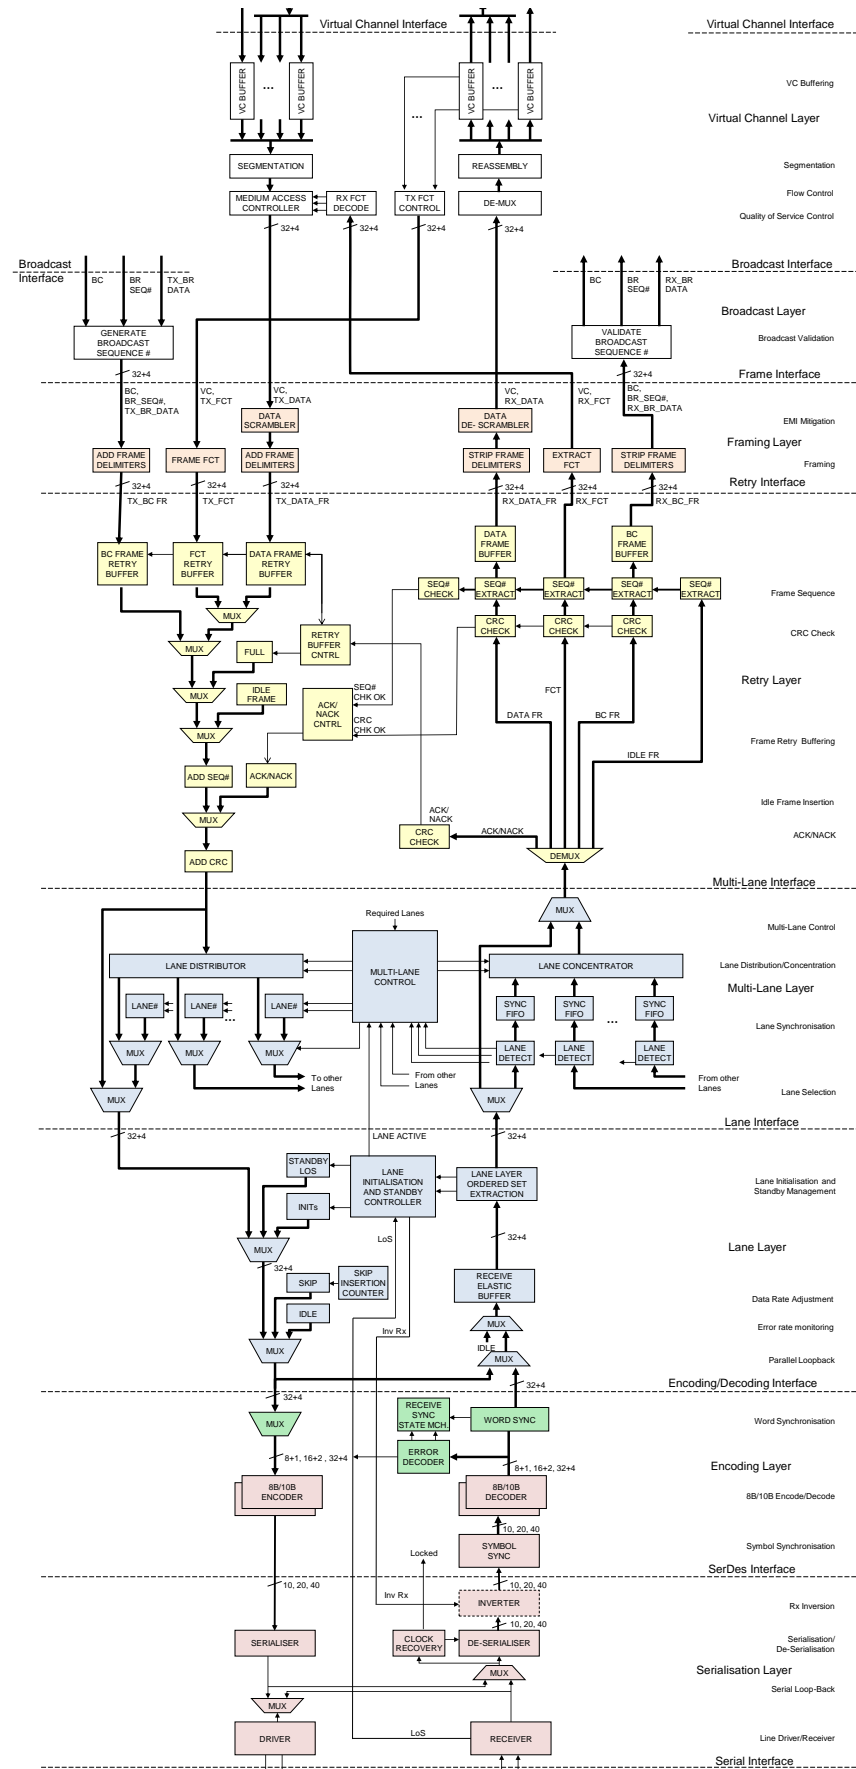 Virtual Channel Interface
Virtual Channel Interface
VC BUFFER
...
VC BUFFER
VC BUFFER
...
VC BUFFER
VC Buffering
...
Virtual Channel Layer
SEGMENTATION
REASSEMBLY
Segmentation
MEDIUM ACCESS
CONTROLLER
RX FCT
DECODE
TX FCT
CONTROL
DE-MUX
Flow Control
Quality of Service Control
32+4
32+4
32+4
32+4
Broadcast
Interface
Broadcast Interface
BC
BR
SEQ#
TX_BR
DATA
BC
BR
SEQ#
RX_BR
DATA
Broadcast Layer
GENERATE
BROADCAST
SEQUENCE #
VALIDATE
BROADCAST
SEQUENCE #
Broadcast Validation
32+4
32+4
Frame Interface
BC,
BR_SEQ#,
TX_BR_DATA
VC,
TX_FCT
VC,
TX_DATA
VC,
RX_DATA
VC,
RX_FCT
BC,
BR_SEQ#,
RX_BR_DATA
DATA
SCRAMBLER
DATA
DE- SCRAMBLER
EMI Mitigation
Framing Layer
ADD FRAME
DELIMITERS
FRAME FCT
ADD FRAME
DELIMITERS
STRIP FRAME
DELIMITERS
EXTRACT
FCT
STRIP FRAME
DELIMITERS
Framing
32+4
32+4
32+4
32+4
32+4
32+4
Retry Interface
TX_BC FR
TX_FCT
TX_DATA_FR
RX_DATA_FR
RX_FCT
RX_BC_FR
DATA
FRAME
BUFFER
BC
FRAME
BUFFER
BC FRAME
RETRY
BUFFER
FCT
RETRY
BUFFER
DATA FRAME
RETRY
BUFFER
SEQ#
CHECK
SEQ#
EXTRACT
SEQ#
EXTRACT
SEQ#
EXTRACT
SEQ#
EXTRACT
Frame Sequence
MUX
CRC
CHECK
CRC
CHECK
CRC
CHECK
CRC Check
MUX
FULL
RETRY
BUFFER
CNTRL
Retry Layer
MUX
IDLE
FRAME
ACK/
NACK
CNTRL
SEQ#
CHK OK
CRC
CHK OK
FCT
DATA FR
BC FR
MUX
IDLE FR
Frame Retry Buffering
ADD SEQ#
ACK/NACK
Idle Frame Insertion
MUX
ACK/
NACK
CRC
CHECK
ACK/NACK
ACK/NACK
ADD CRC
DEMUX
Multi-Lane Interface
Required Lanes
MUX
Multi-Lane Control
LANE DISTRIBUTOR
MULTI-LANE
CONTROL
LANE CONCENTRATOR
Lane Distribution/Concentration
Multi-Lane Layer
LANE#
LANE#
...
LANE#
SYNC
FIFO
SYNC
FIFO
...
SYNC
FIFO
Lane Synchronisation
MUX
MUX
MUX
LANE
DETECT
LANE
DETECT
LANE
DETECT
To other
Lanes
From other
Lanes
From other
Lanes
MUX
MUX
Lane Selection
Lane Interface
32+4
LANE ACTIVE
32+4
STANDBY
LOS
LANE
INITIALISATION
AND STANDBY
CONTROLLER
LANE LAYER
ORDERED SET
EXTRACTION
Lane Initialisation and
Standby Management
INITs
LoS
MUX
32+4
32+4
Lane Layer
SKIP
SKIP
INSERTION
COUNTER
RECEIVE
ELASTIC
BUFFER
Data Rate Adjustment
IDLE
MUX
Error rate monitoring
Inv Rx
IDLE
MUX
MUX
Parallel Loopback
32+4
32+4
Encoding/Decoding Interface
MUX
RECEIVE
SYNC
STATE MCH.
WORD SYNC
Word Synchronisation
ERROR
DECODER
8+1, 16+2 , 32+4
8+1, 16+2, 32+4
Encoding Layer
8B/10B
ENCODER
8B/10B
DECODER
8B/10B Encode/Decode
10, 20, 40
SYMBOL
SYNC
Symbol Synchronisation
Locked
SerDes Interface
10, 20, 40
10, 20, 40
Inv Rx
INVERTER
Rx Inversion
10, 20, 40
SERIALISER
CLOCK
RECOVERY
DE-SERIALISER
Serialisation/
De-Serialisation
MUX
Serialisation Layer
MUX
Serial Loop-Back
DRIVER
LoS
RECEIVER
Line Driver/Receiver
Serial Interface